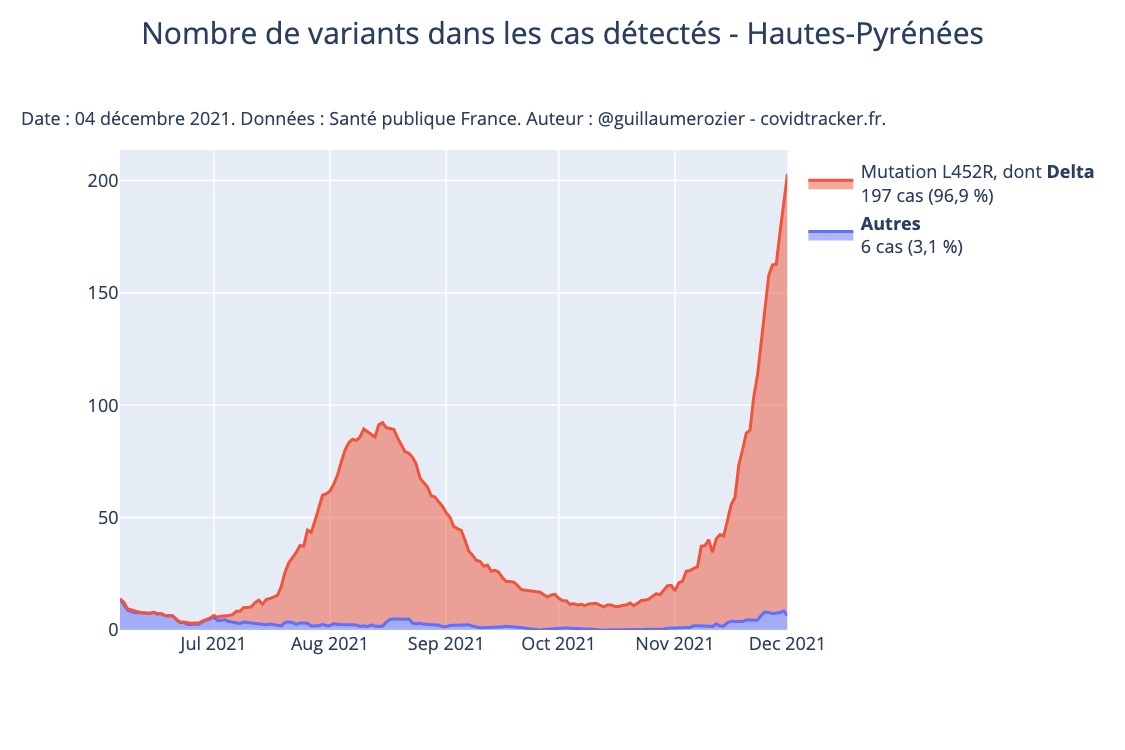 Nombre de variants dans les cas détectés - Hautes-Pyrénées
Date : 04 décembre 2021. Données : Santé publique France. Auteur : @guillaumerozier - covidtracker.fr.
Mutation L452R, dont Delta
197 cas (96,9 %)
Autres
6 cas (3,1 %)
200
150
100
50
0
Jul 2021 Aug 2021 Sep 2021 Oct 2021 Nov 2021 Dec 2021